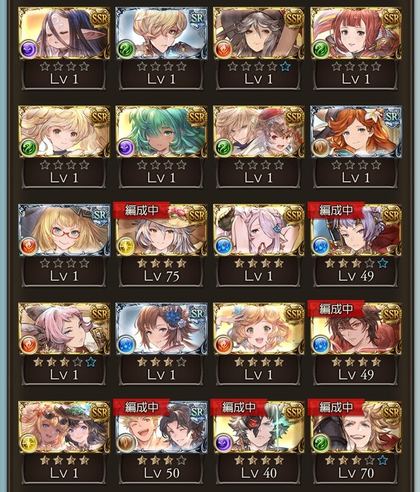 SSR SR SSR SSR
Lv 1 Lv 1 Lv 1 Lv 1
SSR SSR SSR SR
Lv 1 Lv 1 Lv 1 Lv 1
SR 編成中 SSR SSR 編成中 SR
Lv 1 Lv 75 Lv 1 Lv 49
SSR SR SSR 編成中 SSR
Lv 1 Lv 1 Lv 1 Lv 49
SSR 編成中 SR 編成中 SSR 編成中 SSR
Lv 1 Lv 50 Lv 40 Lv 70